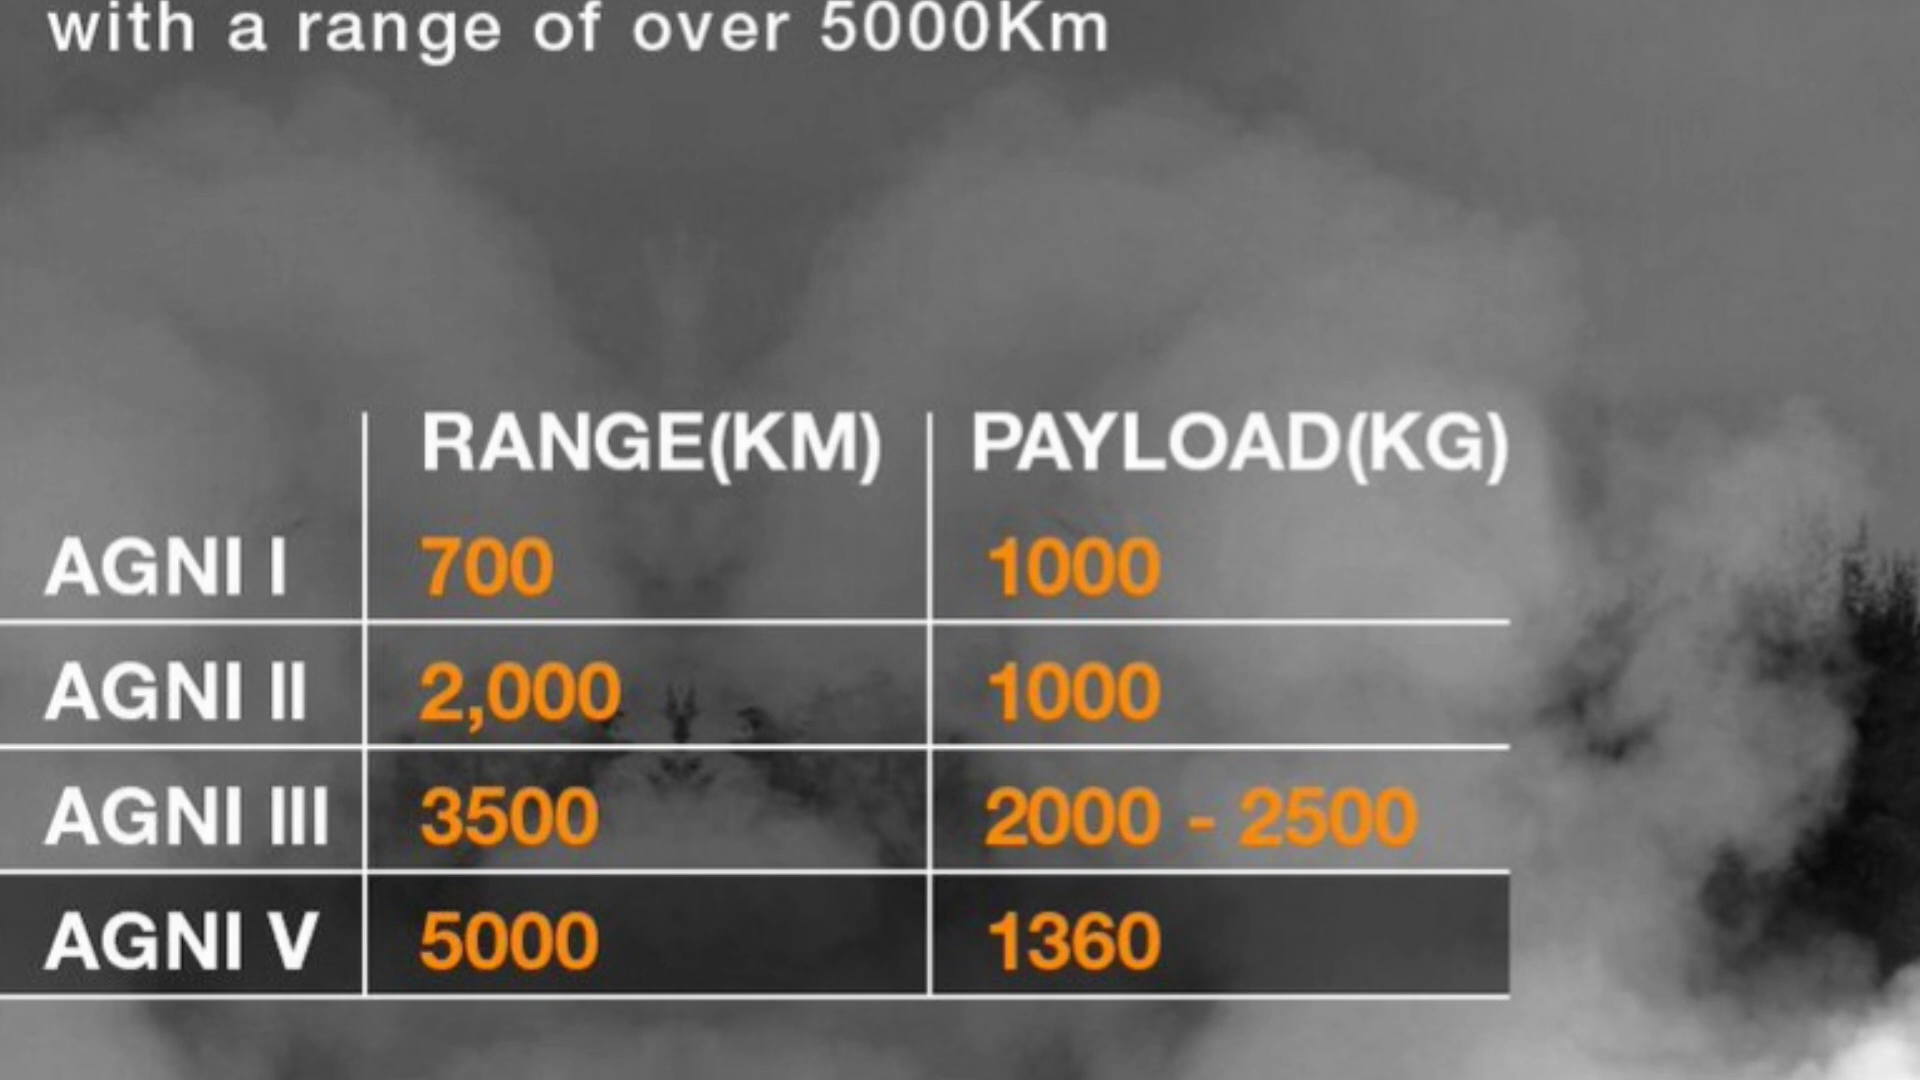 with a range of over 5000Km
RANGE(KM) PAYLOAD(KG)
AGNI I 700 1000
AGNI II 2,000 1000
AGNI III 3500 2000 - 2500
AGNI V 5000 1360